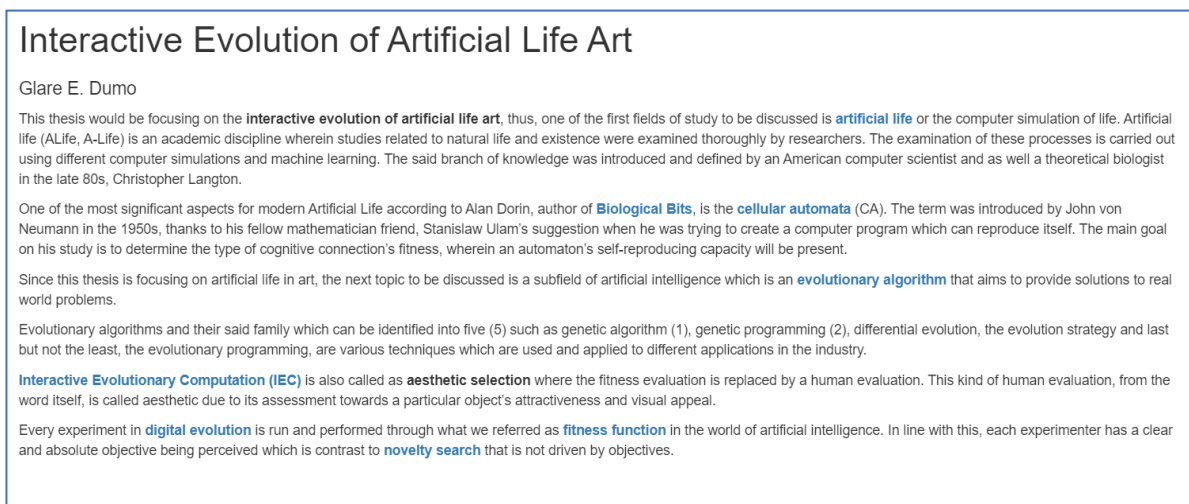 Interactive Evolution of Artificial Life Art
Glare E. Dumo
This thesis would be focusing on the interactive evolution of artificial life art, thus, one of the first fields of study to be discussed is artificial life or the computer simulation of life. Artificial
life (ALife, A-Life) is an academic discipline wherein studies related to natural life and existence were examined thoroughly by researchers. The examination of these processes is carried out
using different computer simulations and machine learning. The said branch of knowledge was introduced and defined by an American computer scientist and as well a theoretical biologist
in the late 80s, Christopher Langton.
One of the most significant aspects for modern Artificial Life according to Alan Dorin, author of Biological Bits, is the cellular automata (CA). The term was introduced by John von
Neumann in the 1950s, thanks to his fellow mathematician friend, Stanislaw Ulam's suggestion when he was trying to create a computer program which can reproduce itself. The main goal
on his study is to determine the type of cognitive connection's fitness, wherein an automaton's self-reproducing capacity will be present.
Since this thesis is focusing on artificial life in art, the next topic to be discussed is a subfield of artificial intelligence which is an evolutionary algorithm that aims to provide solutions to real
world problems.
Evolutionary algorithms and their said family which can be identified into five (5) such as genetic algorithm (1), genetic programming (2), differential evolution, the evolution strategy and last
but not the least, the evolutionary programming, are various techniques which are used and applied to different applications in the industry.
Interactive Evolutionary Computation (IEC) is also called as aesthetic selection where the fitness evaluation is replaced by a human evaluation. This kind of human evaluation, from the
word itself, is called aesthetic due to its assessment towards a particular object's attractiveness and visual appeal.
Every experiment in digital evolution is run and performed through what we referred as fitness function in the world of artificial intelligence. In line with this, each experimenter has a clear
and absolute objective being perceived which is contrast to novelty search that is not driven by objectives.